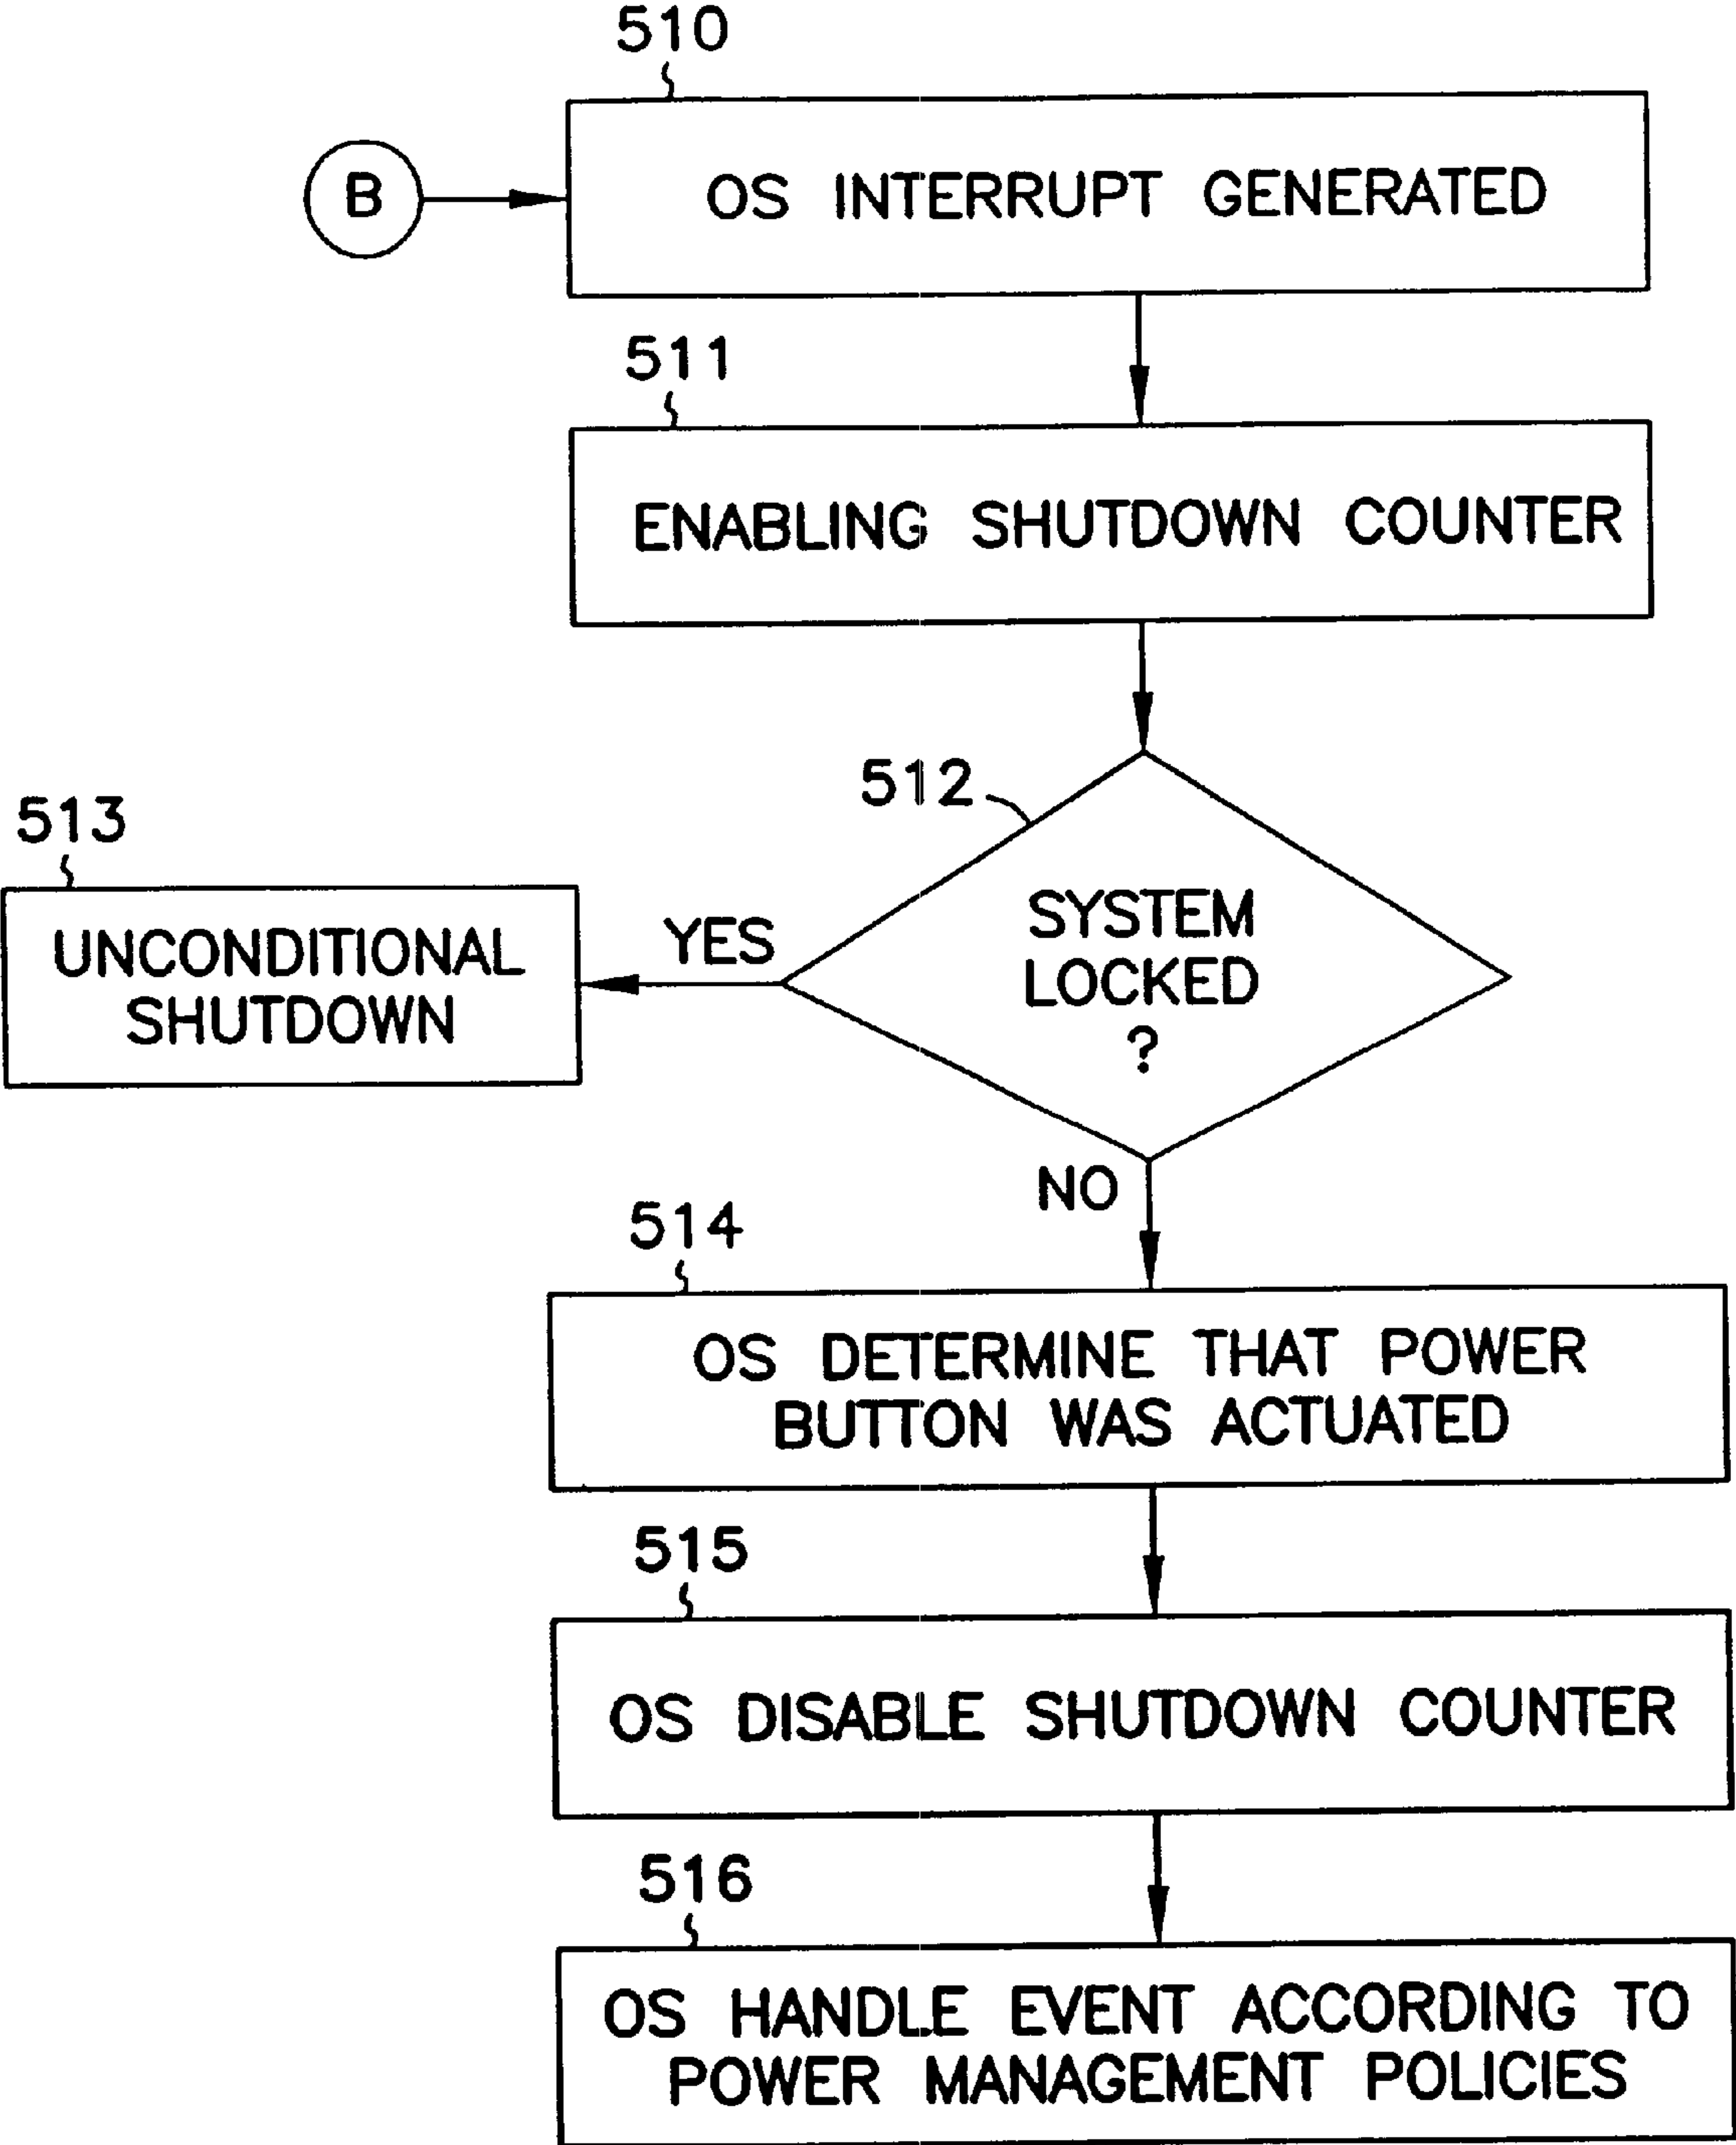 510
B
OS INTERRUPT GENERATED
511
ENABLING SHUTDOWN COUNTER
512
SYSTEM
LOCKED
?
YES
513
UNCONDITIONAL
SHUTDOWN
NO
514
OS DETERMINE THAT POWER
BUTTON WAS ACTUATED
515
OS DISABLE SHUTDOWN COUNTER
516
OS HANDLE EVENT ACCORDING TO
POWER MANAGEMENT POLICIES